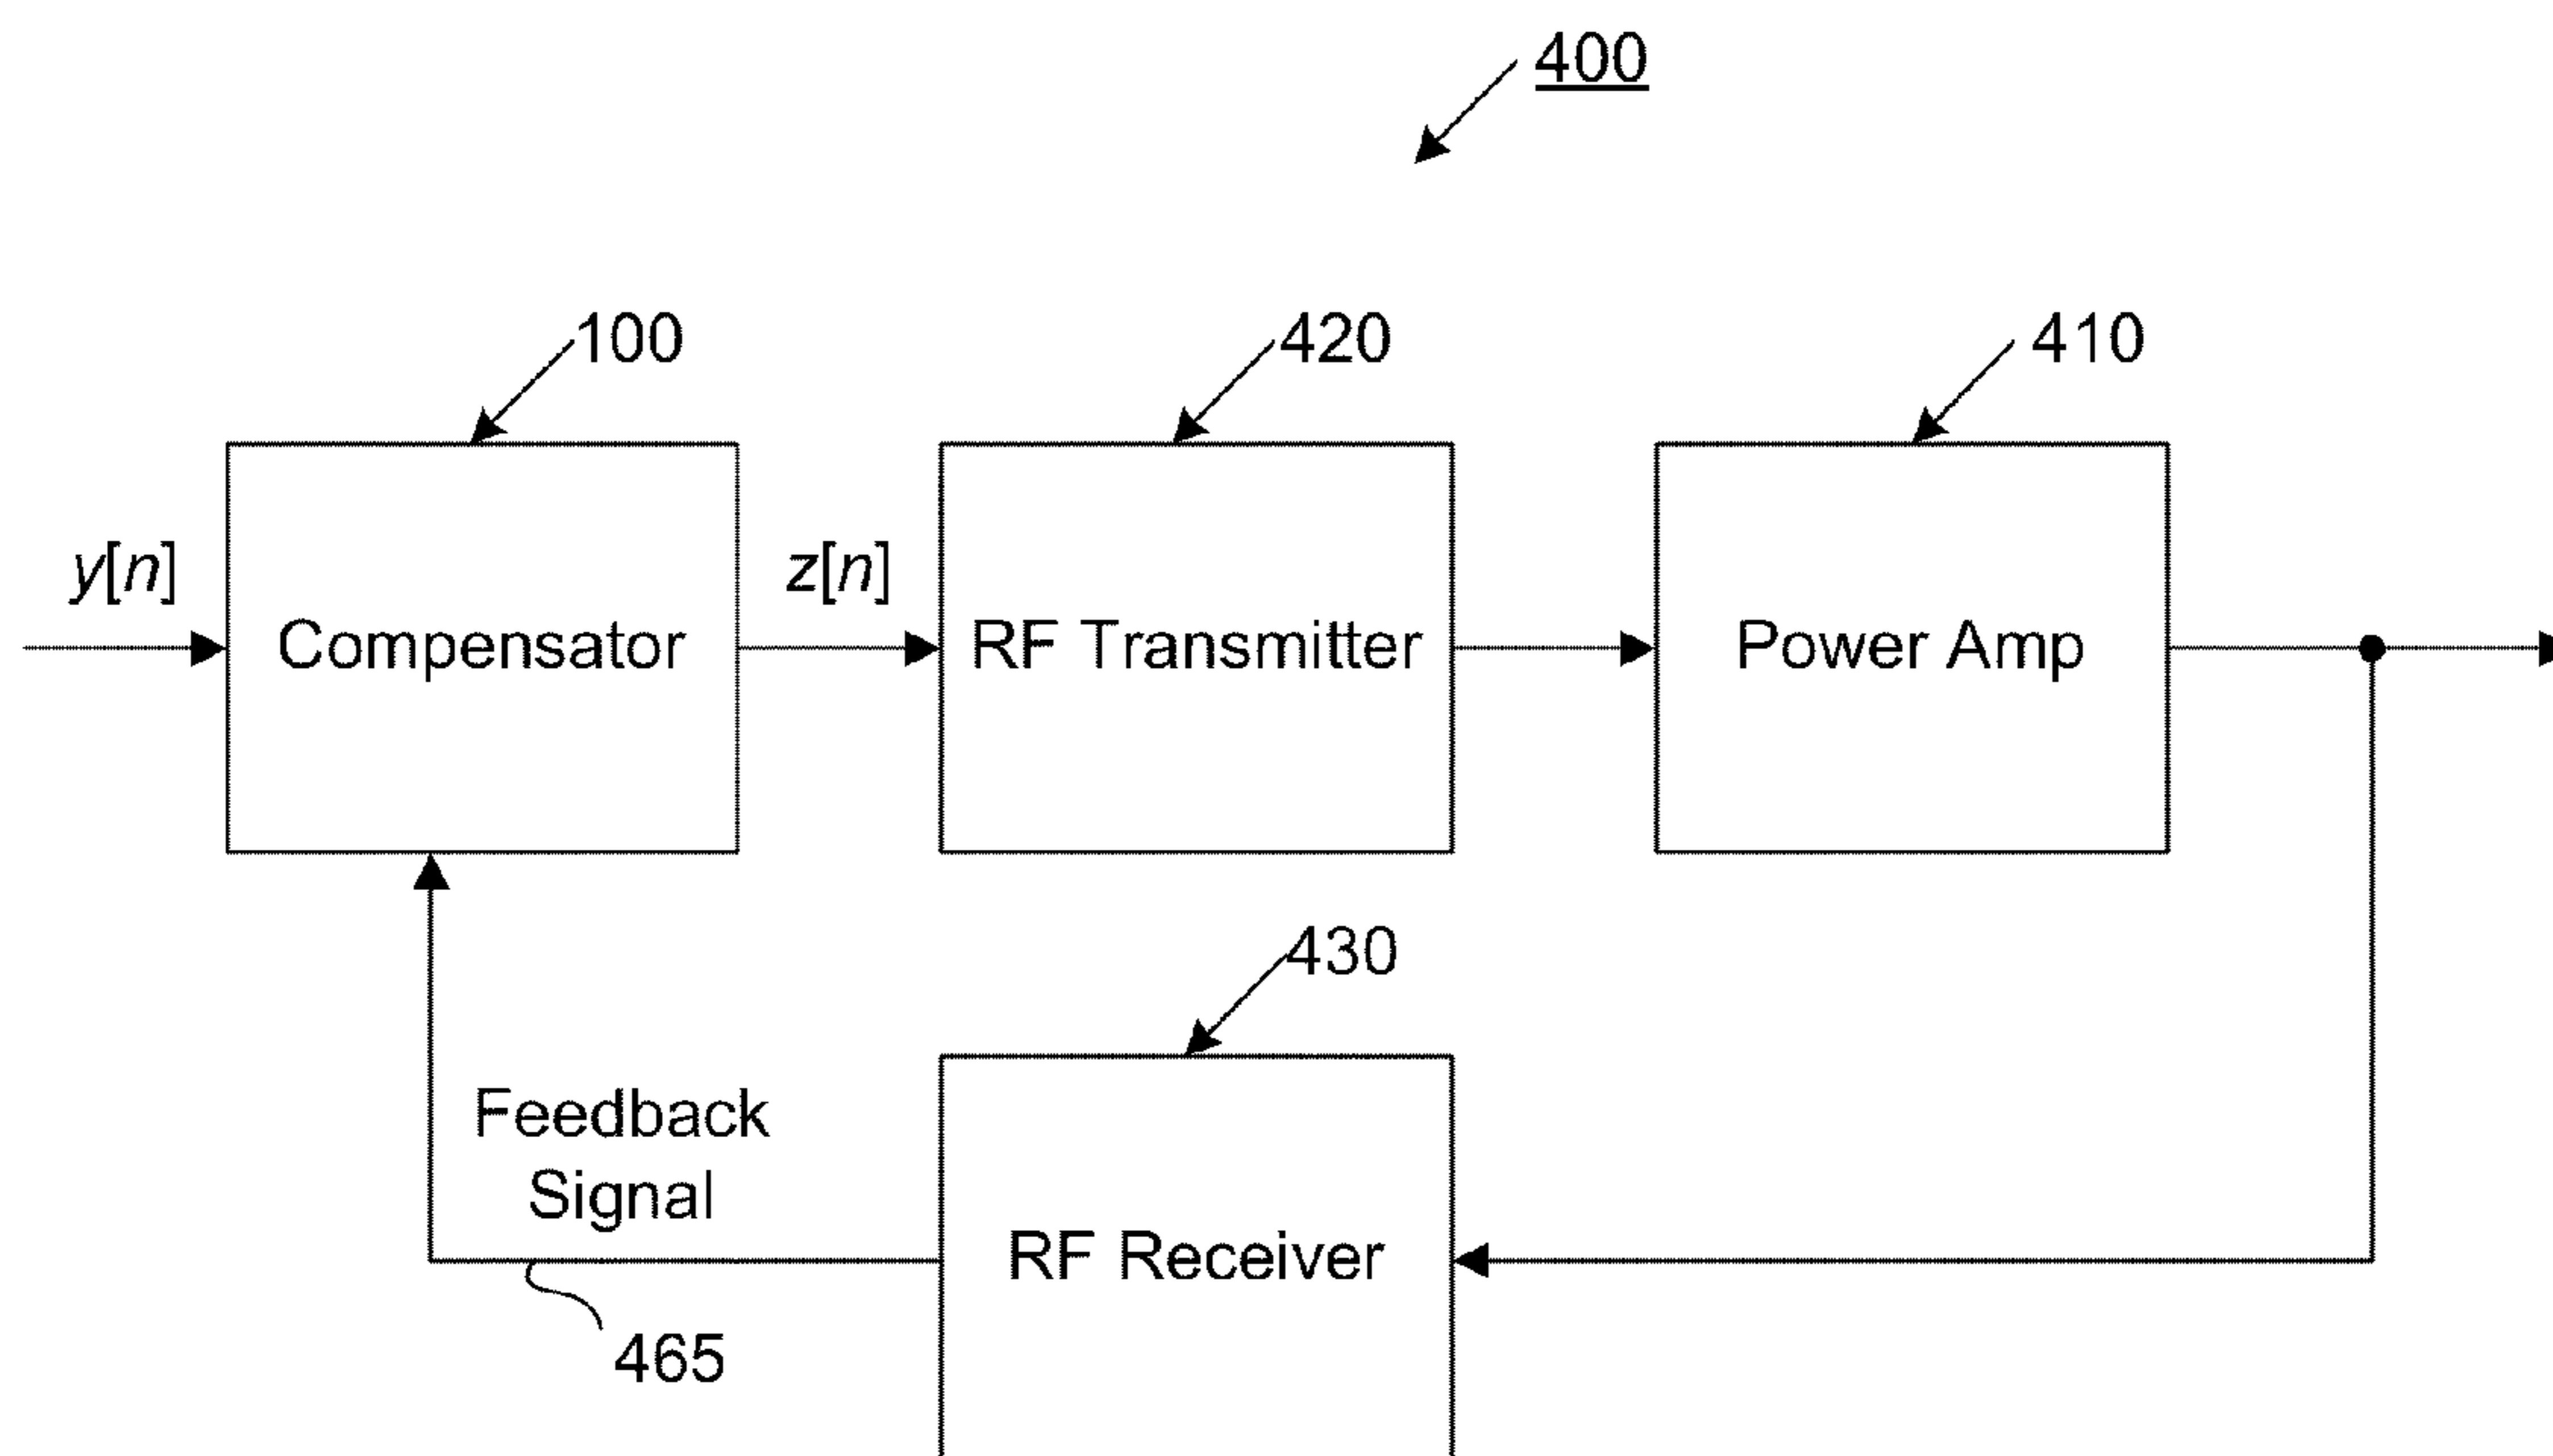 400
100
420
410
y[n]
z[n]
Compensator
RF Transmitter
Power Amp
430
Feedback
Signal
RF Receiver
465